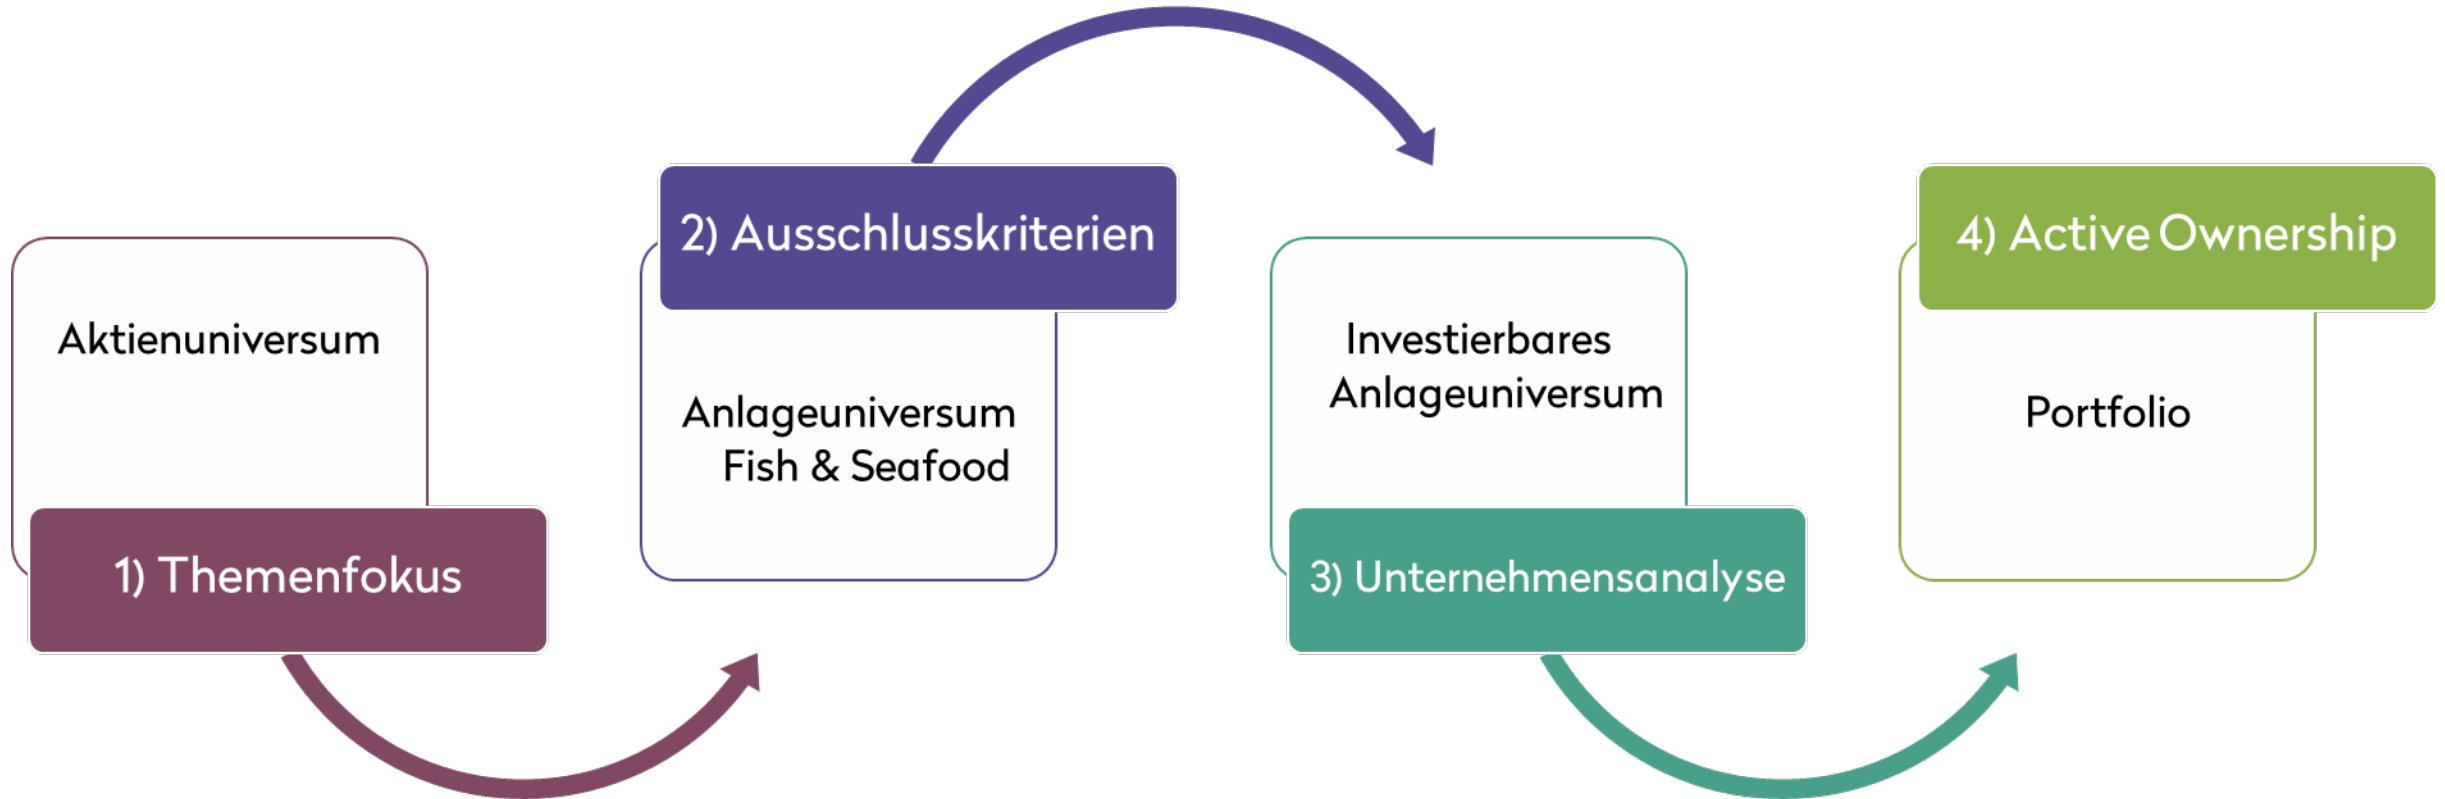 Aktienuniversum
1) Themenfokus
2) Ausschlusskriterien
Anlageuniversum
Fish & Seafood
Investierbares
Anlageuniversum
3) Unternehmensanalyse
4) Active Ownership
Portfolio